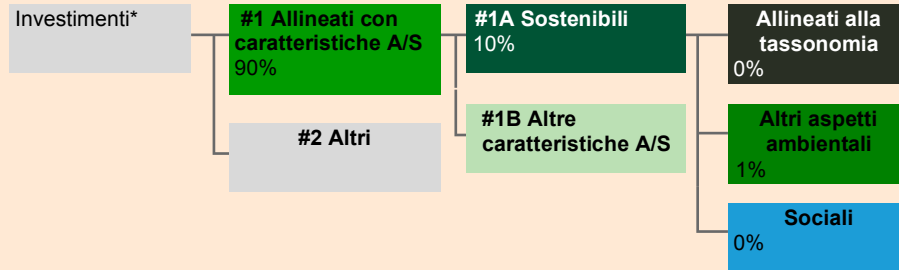 Investimenti*
#1 Allineati con
caratteristiche A/S
90%
#2 Altri
#1A Sostenibili
10%
#1B Altre
caratteristiche A/S
Allineati alla
tassonomia
0%
Altri aspetti
ambientali
1%
Sociali
0%